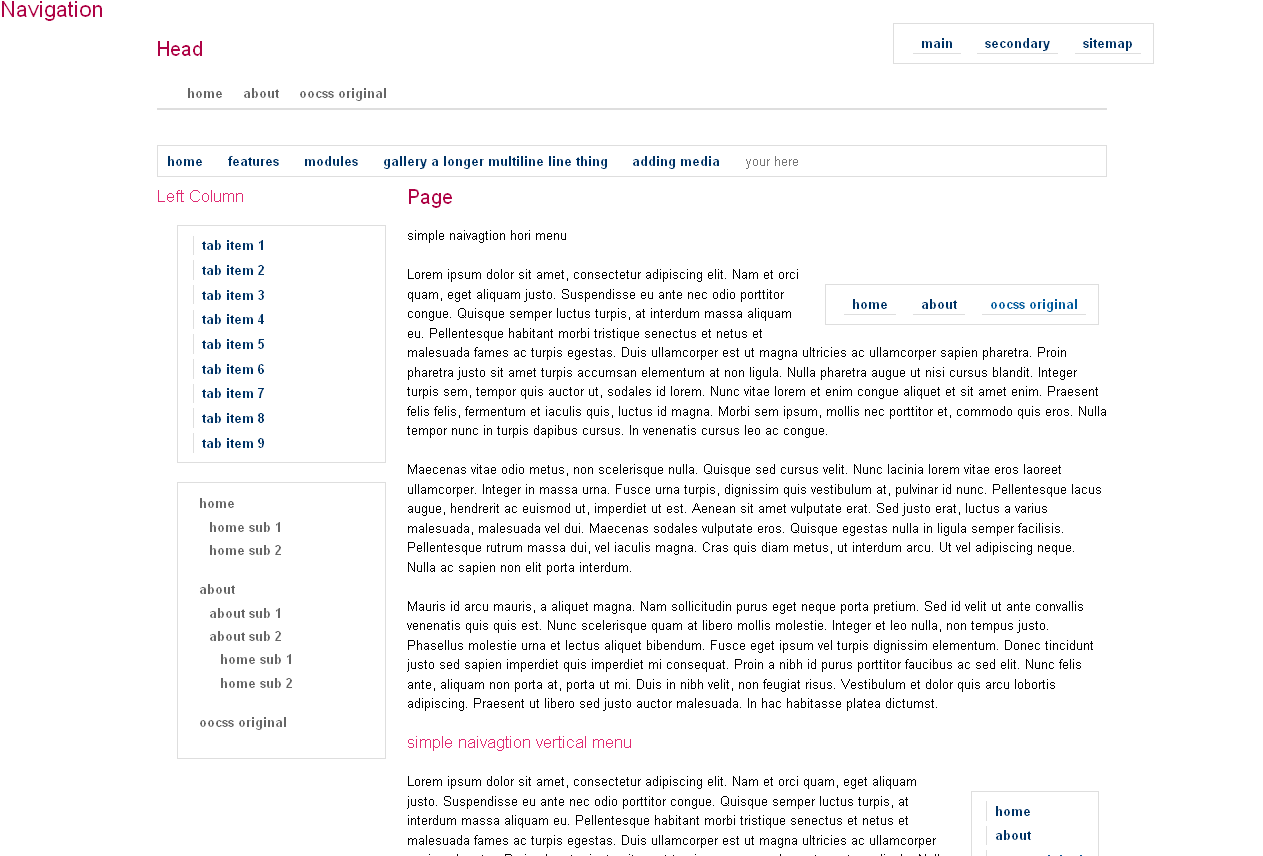 Navigation
main secondary sitemap
Head
home about oocss original
home features modules gallery a longer multiline line thing adding media your here
Left Column
tab item 1
tab item 2
tab item 3
tab item 4
tab item 5
tab item 6
tab item 7
tab item 8
tab item 9
home
home sub 1
home sub 2
about
about sub 1
about sub 2
home sub 1
home sub 2
oocss original
Page
simple naivagtion hori menu
home about oocss original
Lorem ipsum dolor sit amet, consectetur adipiscing elit. Nam et orci
quam, eget aliquam justo. Suspendisse eu ante nec odio porttitor
congue. Quisque semper luctus turpis, at interdum massa aliquam
eu. Pellentesque habitant morbi tristique senectus et netus et
malesuada fames ac turpis egestas. Duis ullamcorper est ut magna ultricies ac ullamcorper sapien pharetra. Proin
pharetra justo sit amet turpis accumsan elementum at non ligula. Nulla pharetra augue ut nisi cursus blandit. Integer
turpis sem, tempor quis auctor ut, sodales id lorem. Nunc vitae lorem et enim congue aliquet et sit amet enim. Praesent
felis felis, fermentum et iaculis quis, luctus id magna. Morbi sem ipsum, mollis nec porttitor et, commodo quis eros. Nulla
tempor nunc in turpis dapibus cursus. In venenatis cursus leo ac congue.
Maecenas vitae odio metus, non scelerisque nulla. Quisque sed cursus velit. Nunc lacinia lorem vitae eros laoreet
ullamcorper. Integer in massa urna. Fusce urna turpis, dignissim quis vestibulum at, pulvinar id nunc. Pellentesque lacus
augue, hendrerit ac euismod ut, imperdiet ut est. Aenean sit amet vulputate erat. Sed justo erat, luctus a varius
malesuada, malesuada vel dui. Maecenas sodales vulputate eros. Quisque egestas nulla in ligula semper facilisis.
Pellentesque rutrum massa dui, vel iaculis magna. Cras quis diam metus, ut interdum arcu. Ut vel adipiscing neque.
Nulla ac sapien non elit porta interdum.
Mauris id arcu mauris, a aliquet magna. Nam sollicitudin purus eget neque porta pretium. Sed id velit ut ante convallis
venenatis quis quis est. Nunc scelerisque quam at libero mollis molestie. Integer et leo nulla, non tempus justo.
Phasellus molestie urna et lectus aliquet bibendum. Fusce eget ipsum vel turpis dignissim elementum. Donec tincidunt
justo sed sapien imperdiet quis imperdiet mi consequat. Proin a nibh id purus porttitor faucibus ac sed elit. Nunc felis
ante, aliquam non porta at, porta ut mi. Duis in nibh velit, non feugiat risus. Vestibulum et dolor quis arcu lobortis
adipiscing. Praesent ut libero sed justo auctor malesuada. In hac habitasse platea dictumst.
simple naivagtion vertical menu
Lorem ipsum dolor sit amet, consectetur adipiscing elit. Nam et orci quam, eget aliquam
justo. Suspendisse eu ante nec odio porttitor congue. Quisque semper luctus turpis, at
interdum massa aliquam eu. Pellentesque habitant morbi tristique senectus et netus et
malesuada fames ac turpis egestas. Duis ullamcorper est ut magna ultricies ac ullamcorper
home
about